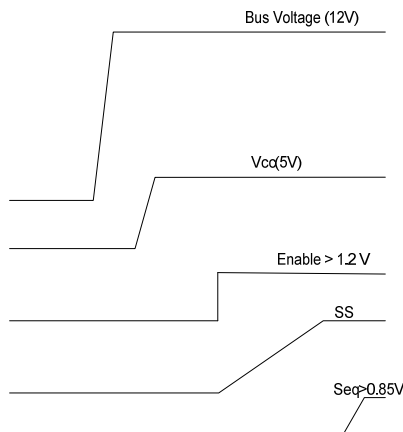 Bus Voltage (12V)
Vcc(5V)
Enable > 1.2 V
SS
Seq>0.85V